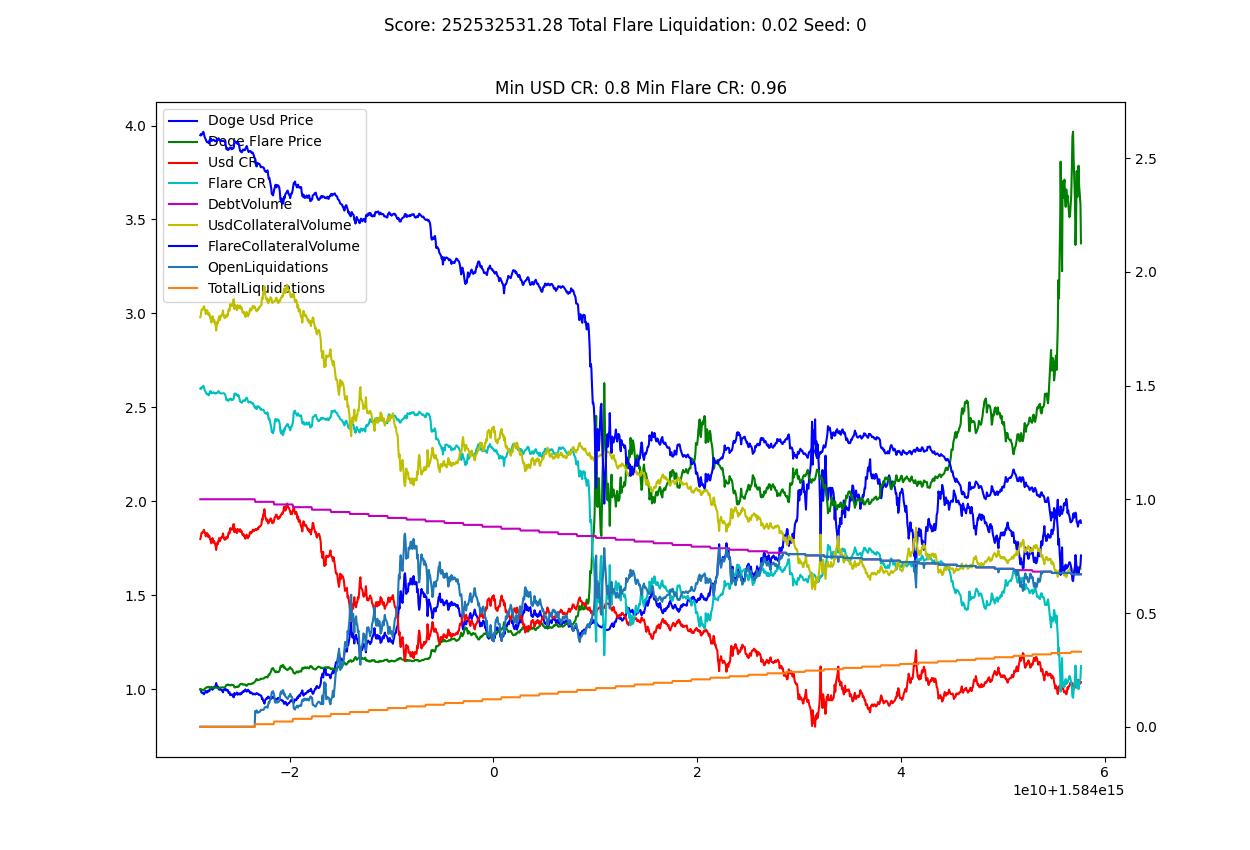 Score: 252532531.28 Total Flare Liquidation: 0.02 Seed: 0
Min USD CR: 0.8 Min Flare CR: 0.96
Doge Usd Price
Doge Flare Price
Usd CR
Flare CR
DebtVolume
UsdCollateralVolume
FlareCollateralVolume
OpenLiquidations
TotalLiquidations
4.0
3.5
3.0
2.5
2.0
1.5
1.0
2.5
2.0
1.5
1.0
0.5
0.0
−2
0
2
4
6
1e10+1.584e15